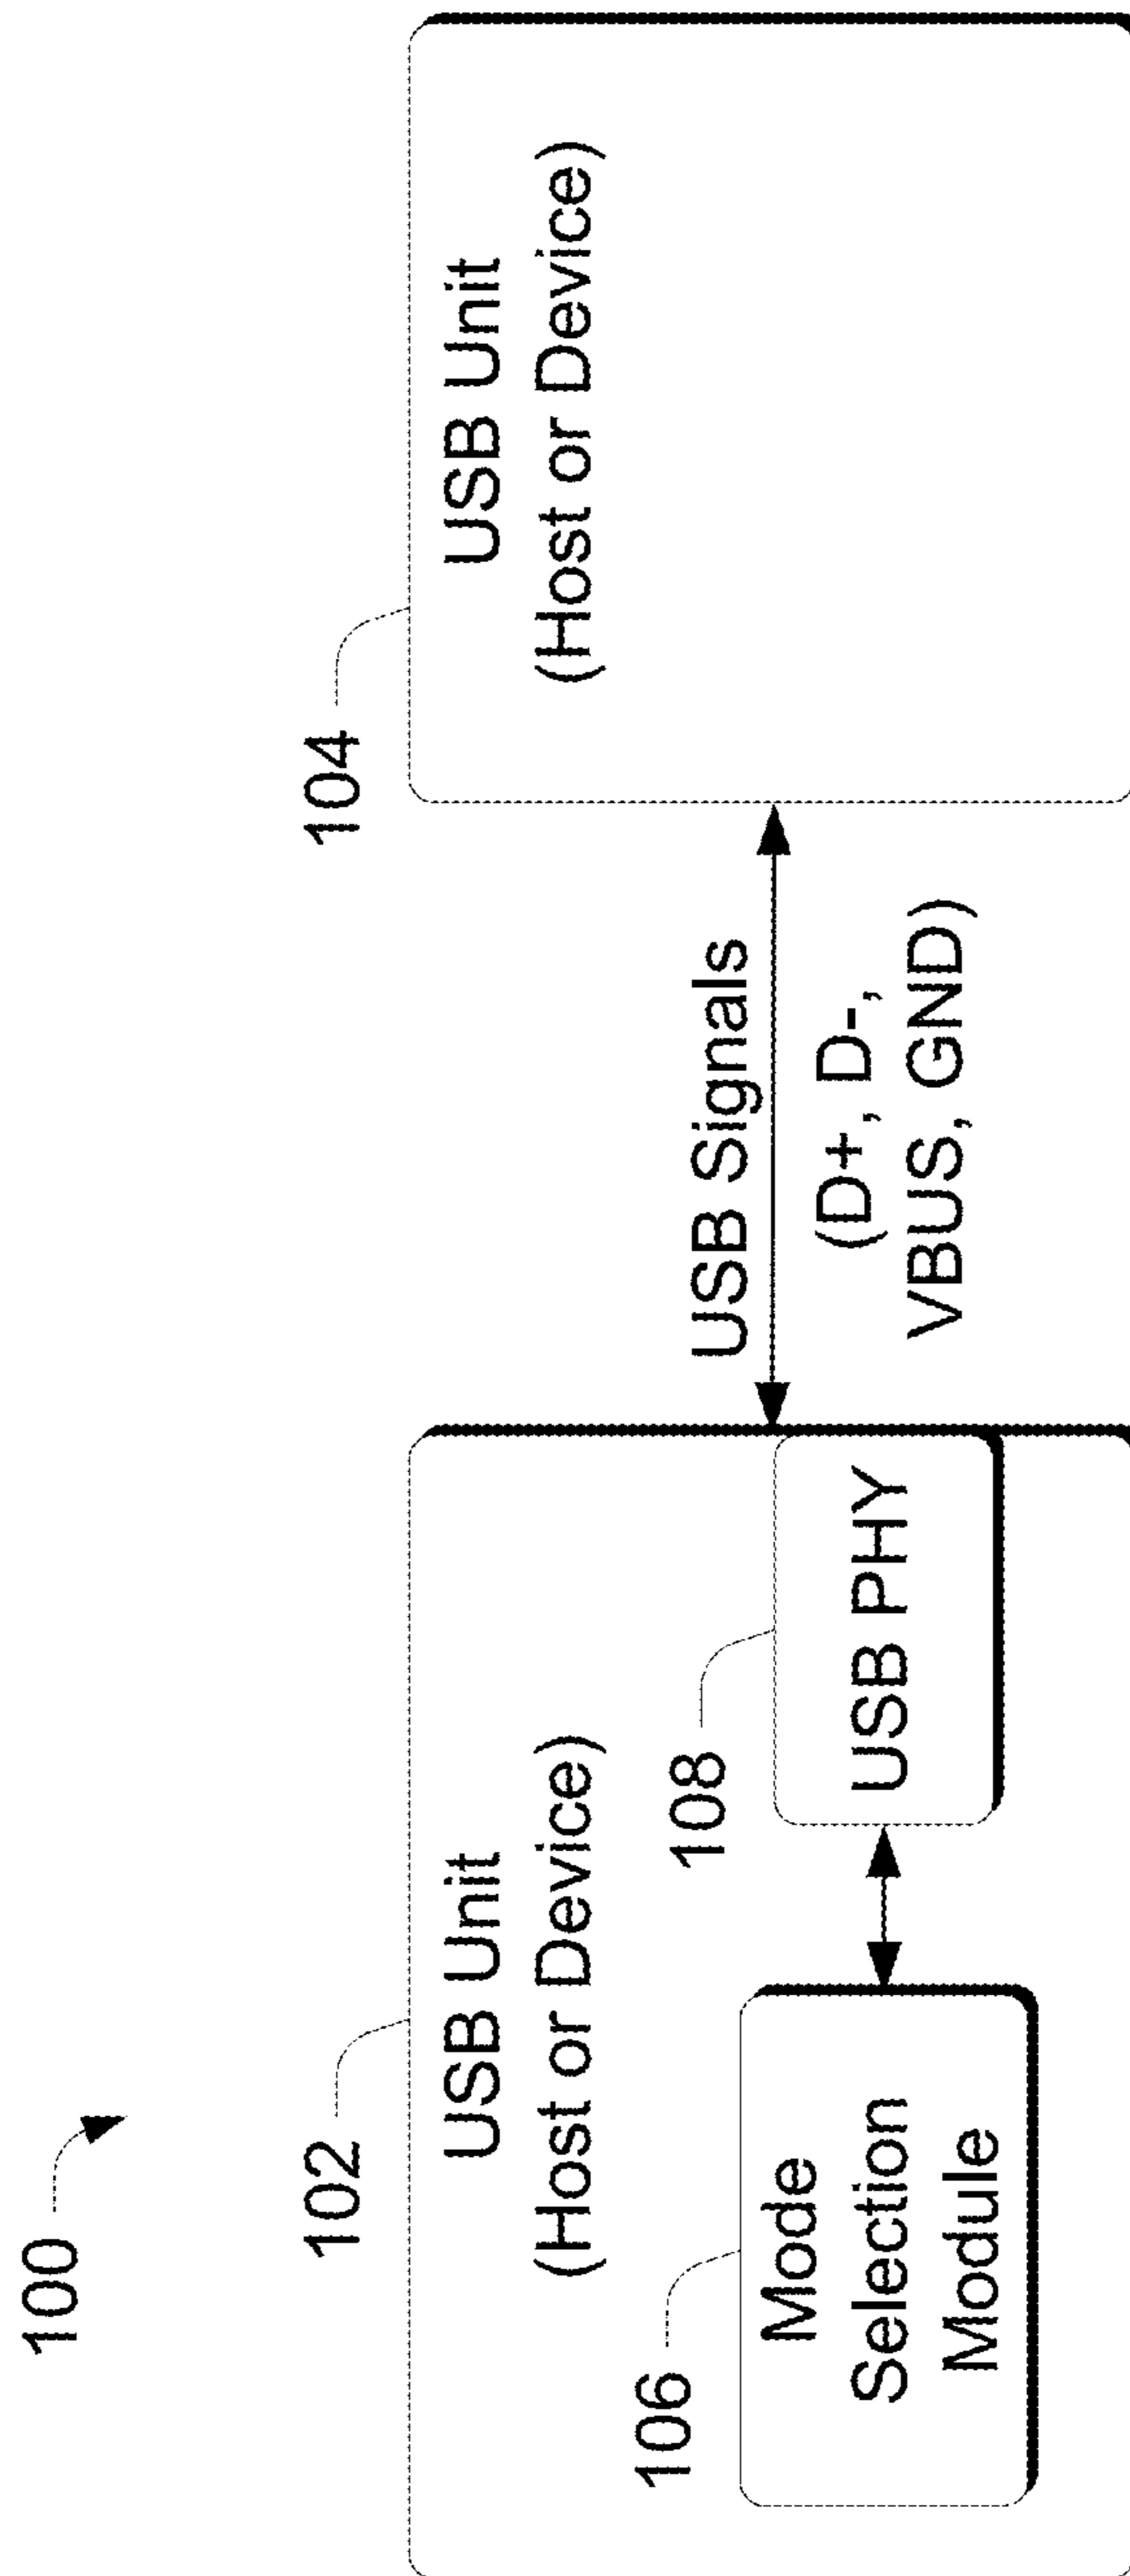 100
102
USB Unit
(Host or Device)
106
Mode
Selection
Module
108
USB PHY
USB Signals
(D+, D-,
VBUS, GND)
104
USB Unit
(Host or Device)